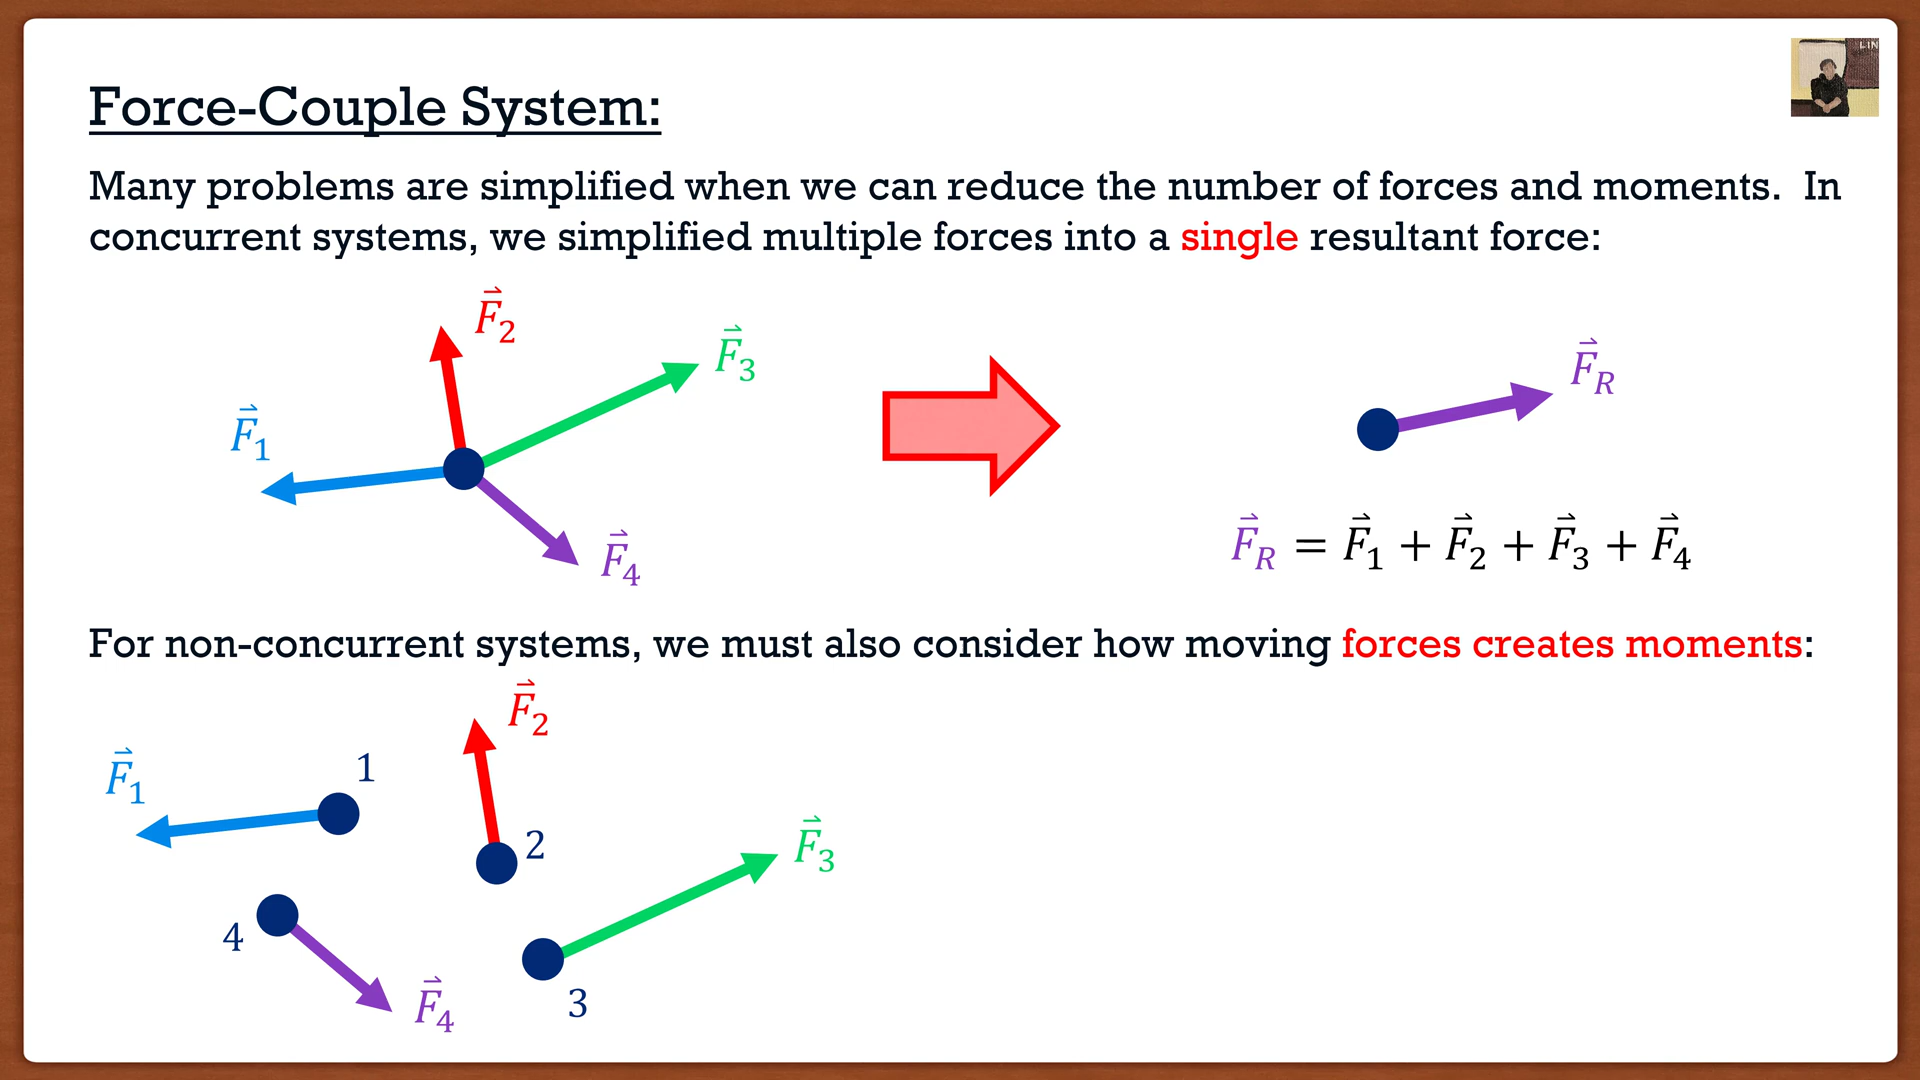 LIN
Force-Couple System:
Many problems are simplified when we can reduce the number of forces and moments. In
concurrent systems, we simplified multiple forces into a single resultant force:
F⃗₂
F⃗₃
F⃗₁
F⃗₄
F⃗_R
F⃗_R = F⃗₁ + F⃗₂ + F⃗₃ + F⃗₄
For non-concurrent systems, we must also consider how moving forces creates moments:
F⃗₂
F⃗₁
1
2
F⃗₃
4
F⃗₄
3